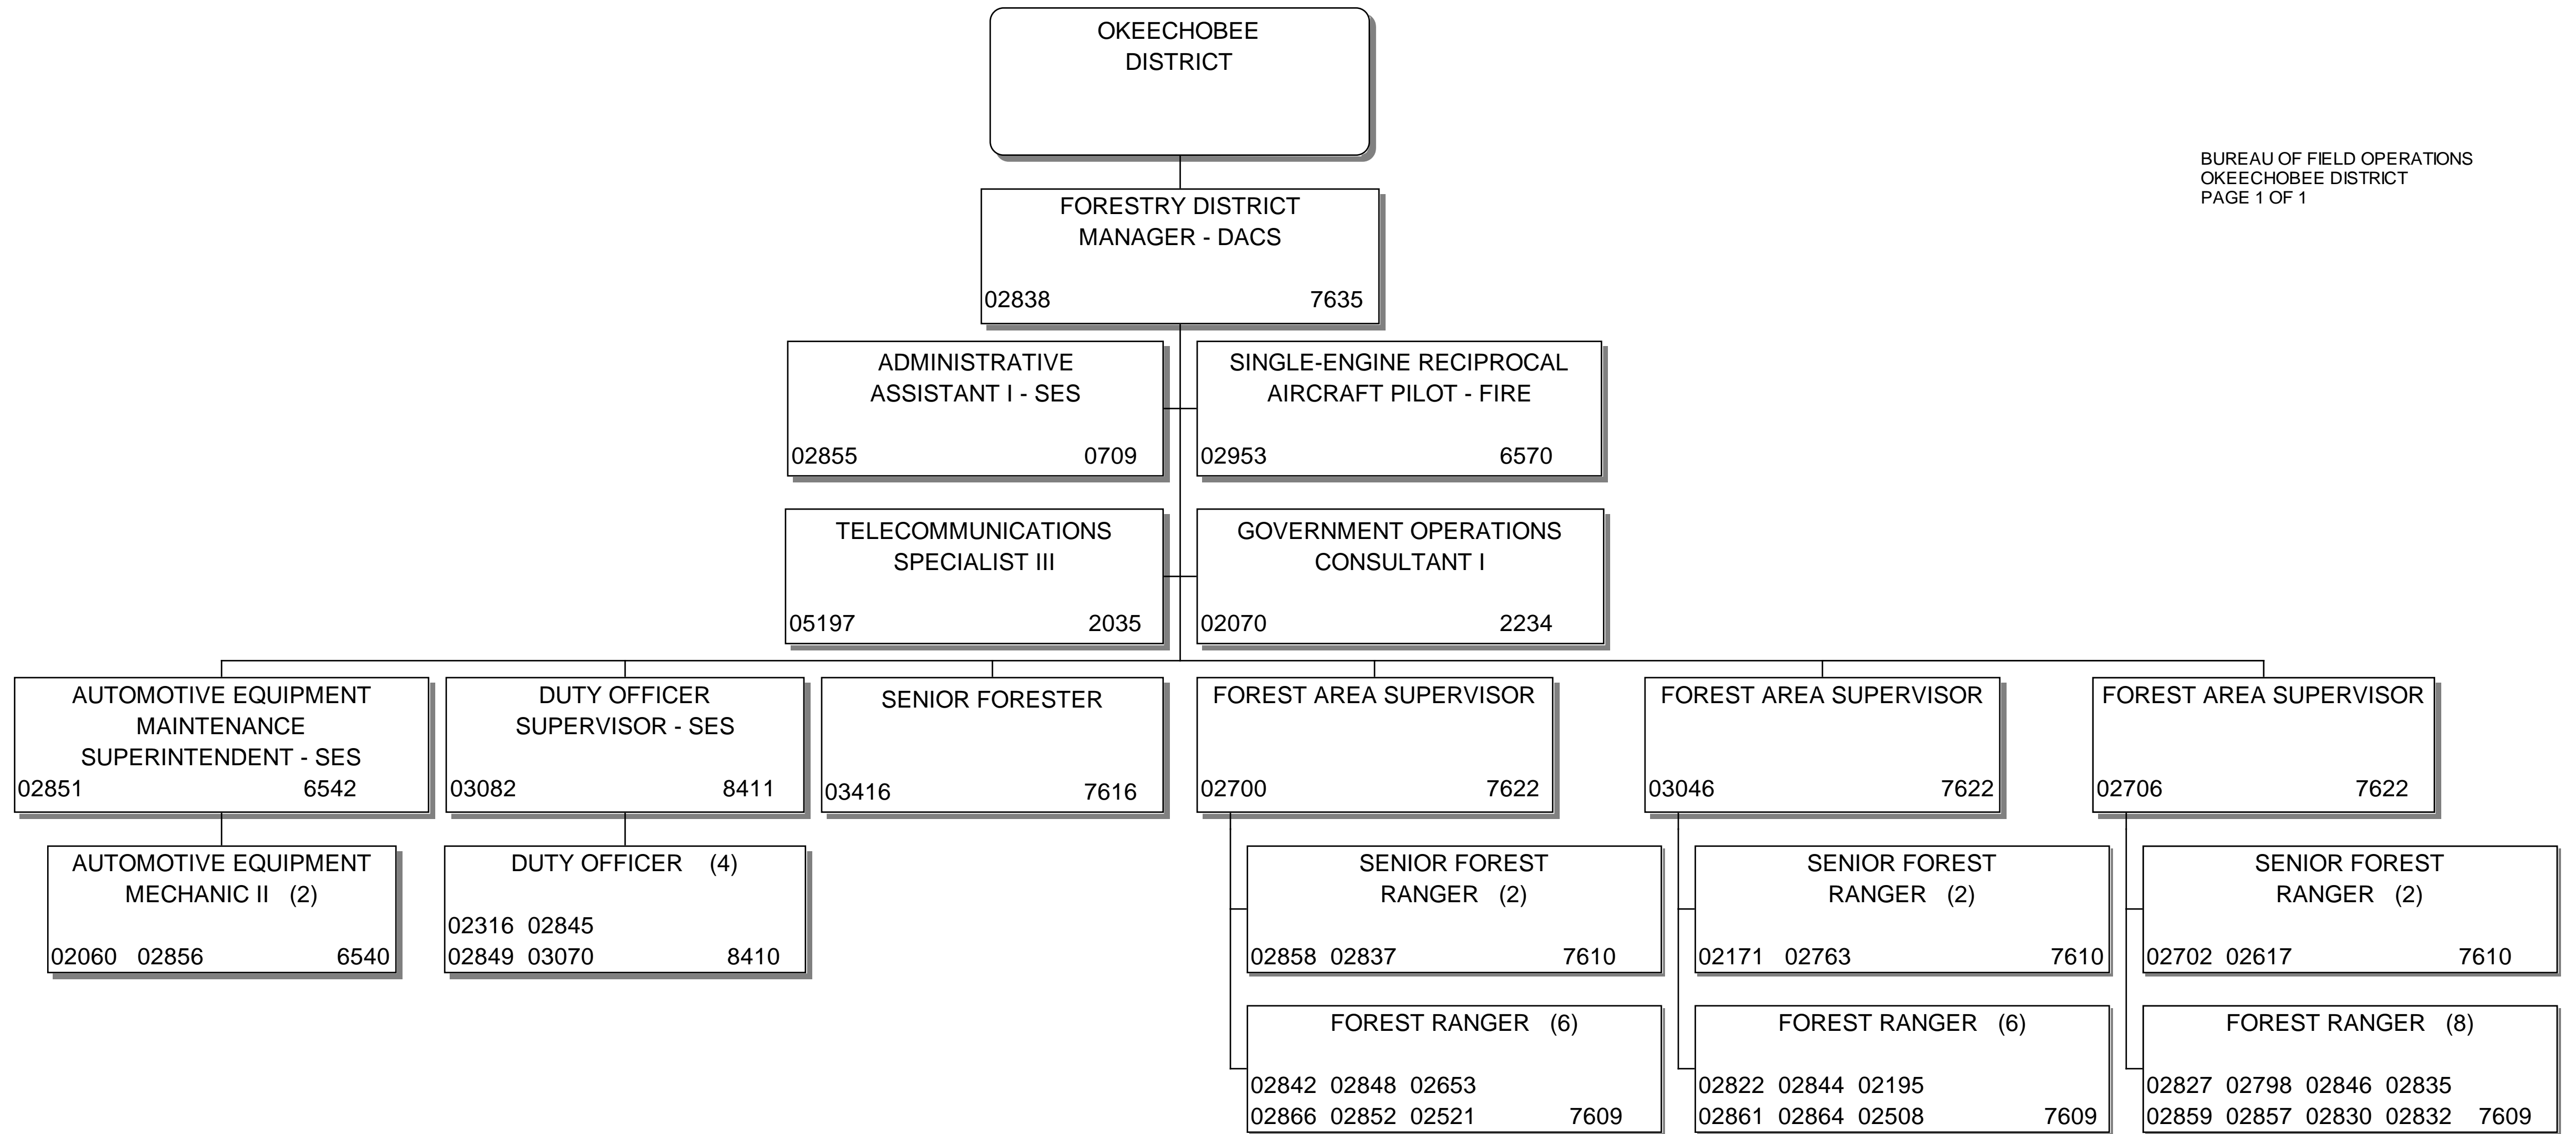 OKEECHOBEE
DISTRICT
BUREAU OF FIELD OPERATIONS
OKEECHOBEE DISTRICT
PAGE 1 OF 1
FORESTRY DISTRICT
MANAGER - DACS
02838 7635
ADMINISTRATIVE
ASSISTANT I - SES
02855 0709
SINGLE-ENGINE RECIPROCAL
AIRCRAFT PILOT - FIRE
02953 6570
TELECOMMUNICATIONS
SPECIALIST III
05197 2035
GOVERNMENT OPERATIONS
CONSULTANT I
02070 2234
AUTOMOTIVE EQUIPMENT
MAINTENANCE
SUPERINTENDENT - SES
02851 6542
DUTY OFFICER
SUPERVISOR - SES
03082 8411
SENIOR FORESTER
03416 7616
FOREST AREA SUPERVISOR
02700 7622
FOREST AREA SUPERVISOR
03046 7622
FOREST AREA SUPERVISOR
02706 7622
AUTOMOTIVE EQUIPMENT
MECHANIC II (2)
02060 02856 6540
DUTY OFFICER (4)
02316 02845
02849 03070 8410
SENIOR FOREST
RANGER (2)
02858 02837 7610
SENIOR FOREST
RANGER (2)
02171 02763 7610
SENIOR FOREST
RANGER (2)
02702 02617 7610
FOREST RANGER (6)
02842 02848 02653
02866 02852 02521 7609
FOREST RANGER (6)
02822 02844 02195
02861 02864 02508 7609
FOREST RANGER (8)
02827 02798 02846 02835
02859 02857 02830 02832 7609